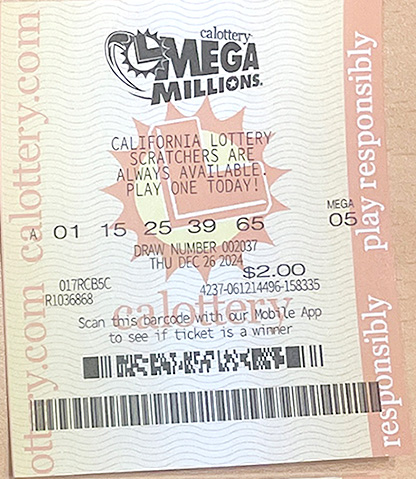 calottery
MEGA
MILLIONS.
CALIFORNIA LOTTERY
SCRATCHERS ARE
ALWAYS AVAILABLE.
PLAY ONE TODAY!
MEGA
A 01 15 25 39 65 05
DRAW NUMBER 002037
THU DEC 26 2024
$2.00
017RCB5C 4237-061214496-158335
R1036868
calottery
Scan this barcode with our Mobile App
to see if ticket is a winner
ottery.com calottery.com
responsibly play responsibly